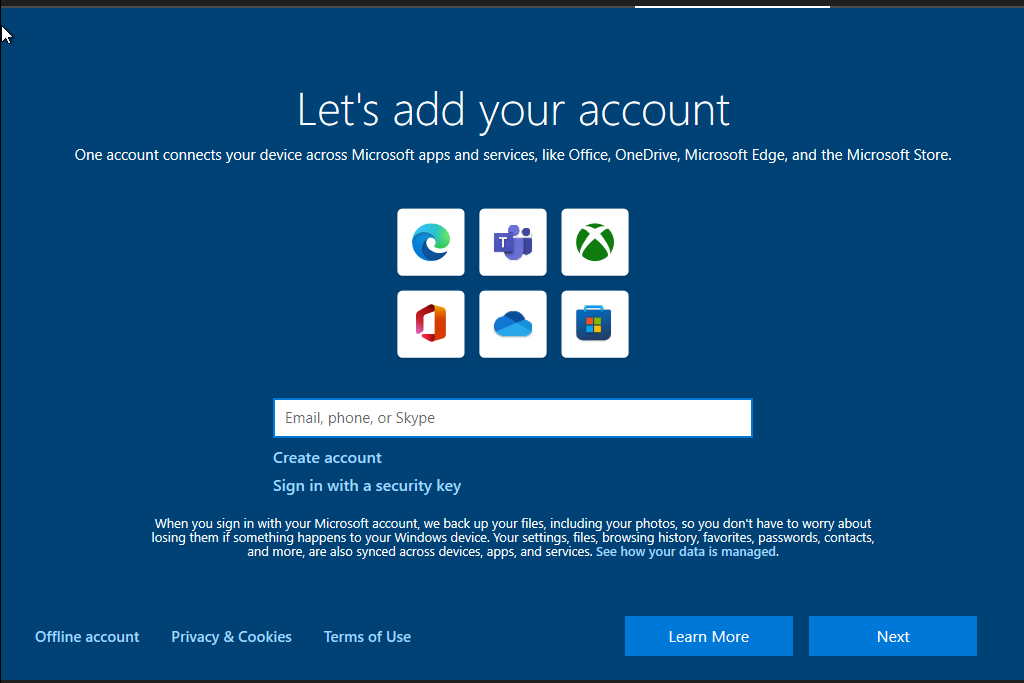 Let's add your account
One account connects your device across Microsoft apps and services, like Office, OneDrive, Microsoft Edge, and the Microsoft Store.
T
Email, phone, or Skype
Create account
Sign in with a security key
When you sign in with your Microsoft account, we back up your files, including your photos, so you don't have to worry about
losing them if something happens to your Windows device. Your settings, files, browsing history, favorites, passwords, contacts,
and more, are also synced across devices, apps, and services. See how your data is managed.
Offline account Privacy & Cookies Terms of Use Learn More Next